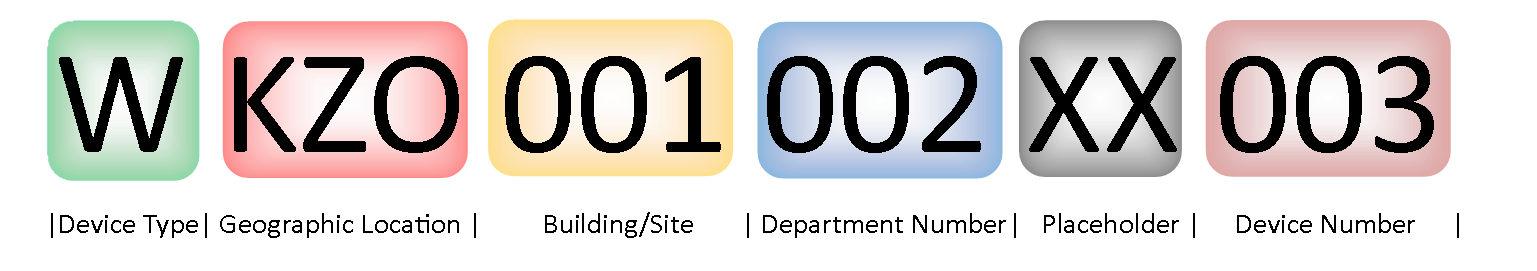 W KZO 001 002 XX 003
|Device Type| Geographic Location | Building/Site | Department Number| Placeholder | Device Number |